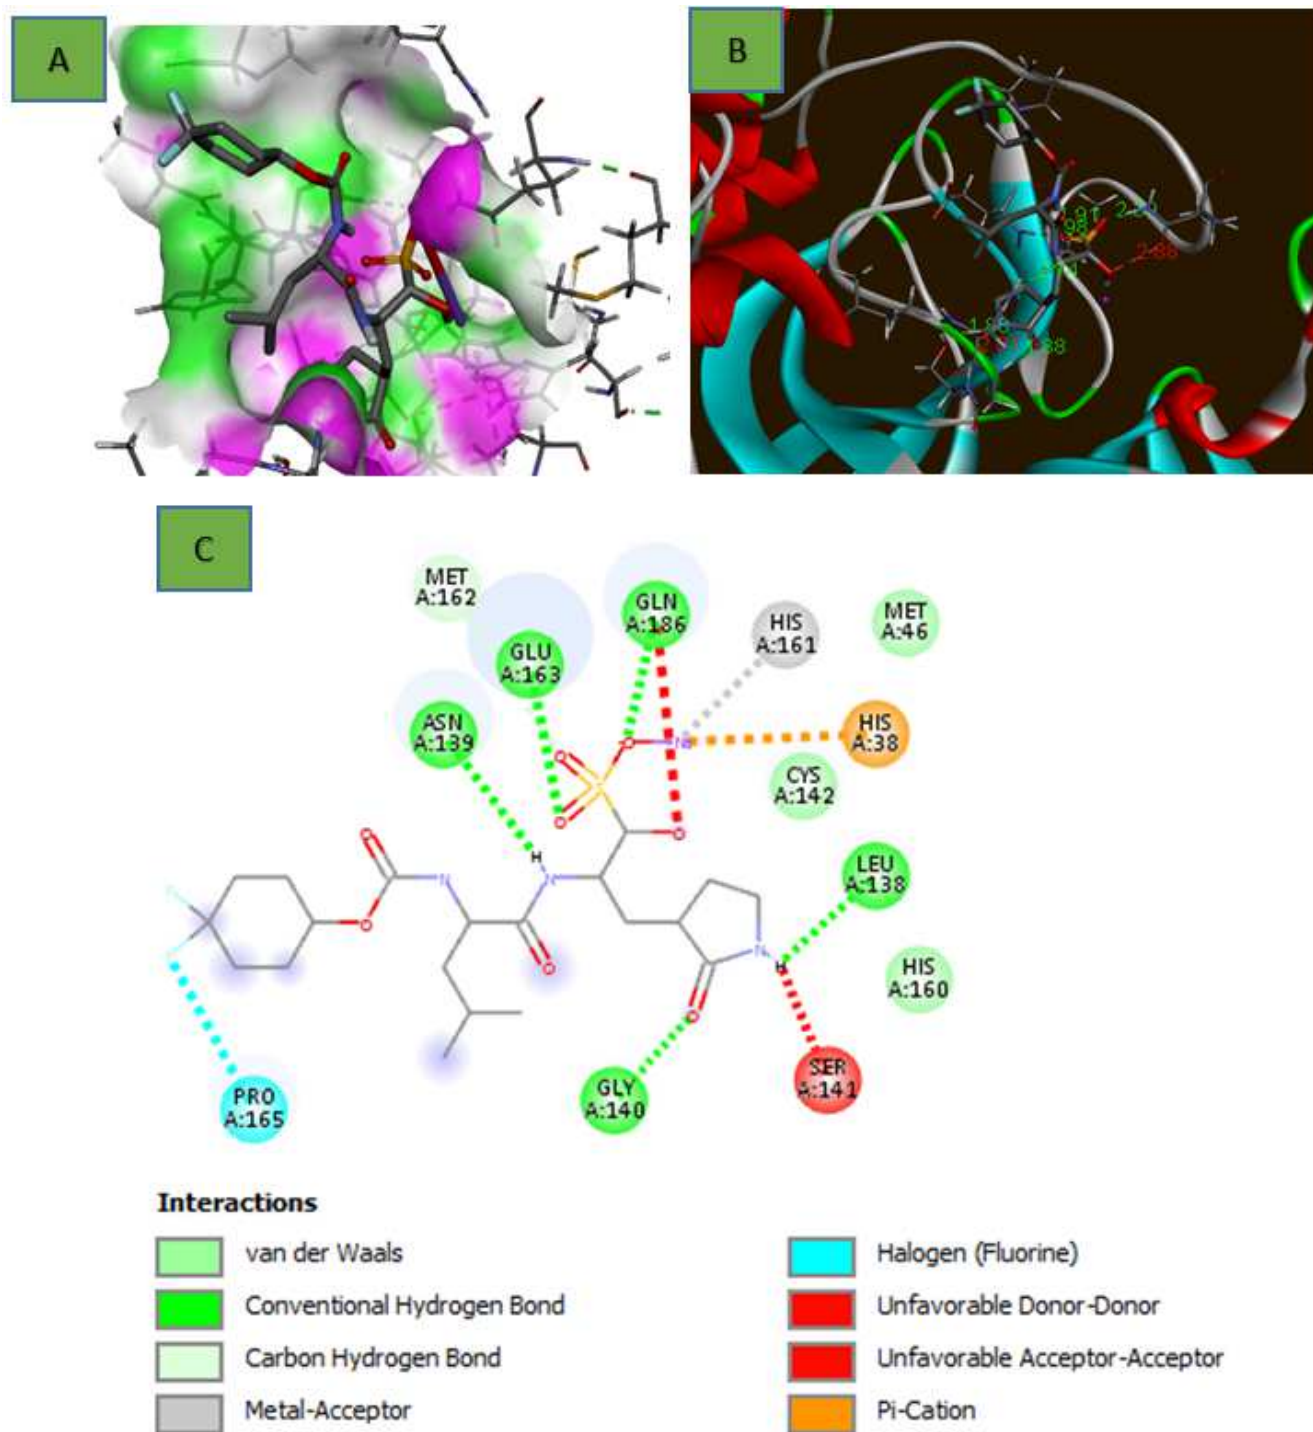 A
B
2.88
C
MET
A:162
GLN
A:186
HIS
A:161
MET
A:46
GLU
A:163
ASN
A:139
HIS
A:38
CYS
A:142
LEU
A:138
HIS
A:160
PRO
A:165
GLY
A:140
SER
A:141
O
O
S
O
O
H
N
O
N
O
O
N
H
O
Interactions
van der Waals
Conventional Hydrogen Bond
Carbon Hydrogen Bond
Metal-Acceptor
Halogen (Fluorine)
Unfavorable Donor-Donor
Unfavorable Acceptor-Acceptor
Pi-Cation